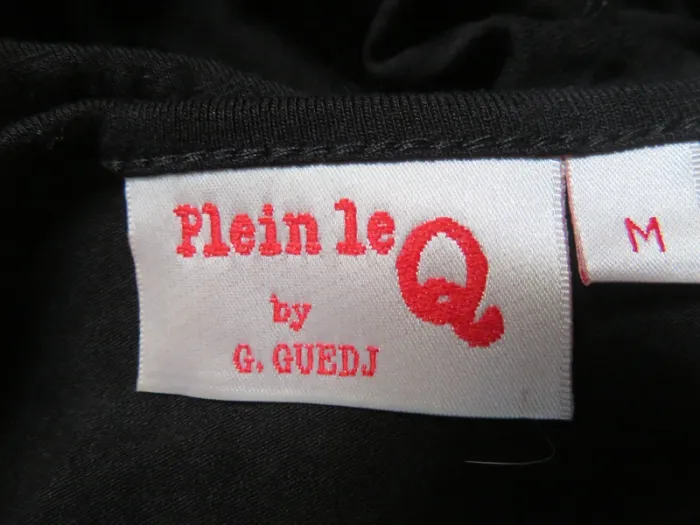 Plein le Q
by
G. GUEDJ
M